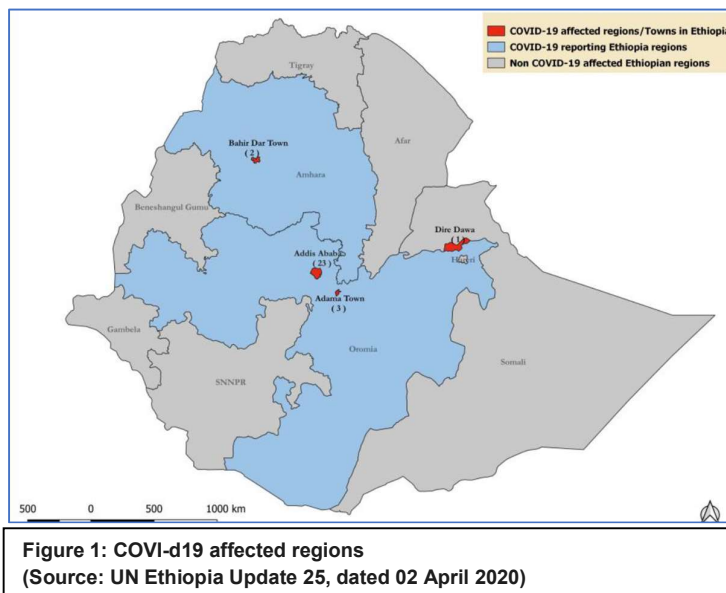 COVID-19 affected regions/Towns in Ethiopia
COVID-19 reporting Ethiopia regions
Non COVID-19 affected Ethiopian regions
Tigray
Bahir Dar Town
( 2 )
Amhara
Afar
Beneshangul Gumu
Dire Dawa
( 1 )
Addis Ababa
( 23 )
Harari
Adama Town
( 3 )
Gambela
Oromia
Somali
SNNPR
500 0 500 1000 km
Figure 1: COVI-d19 affected regions
(Source: UN Ethiopia Update 25, dated 02 April 2020)